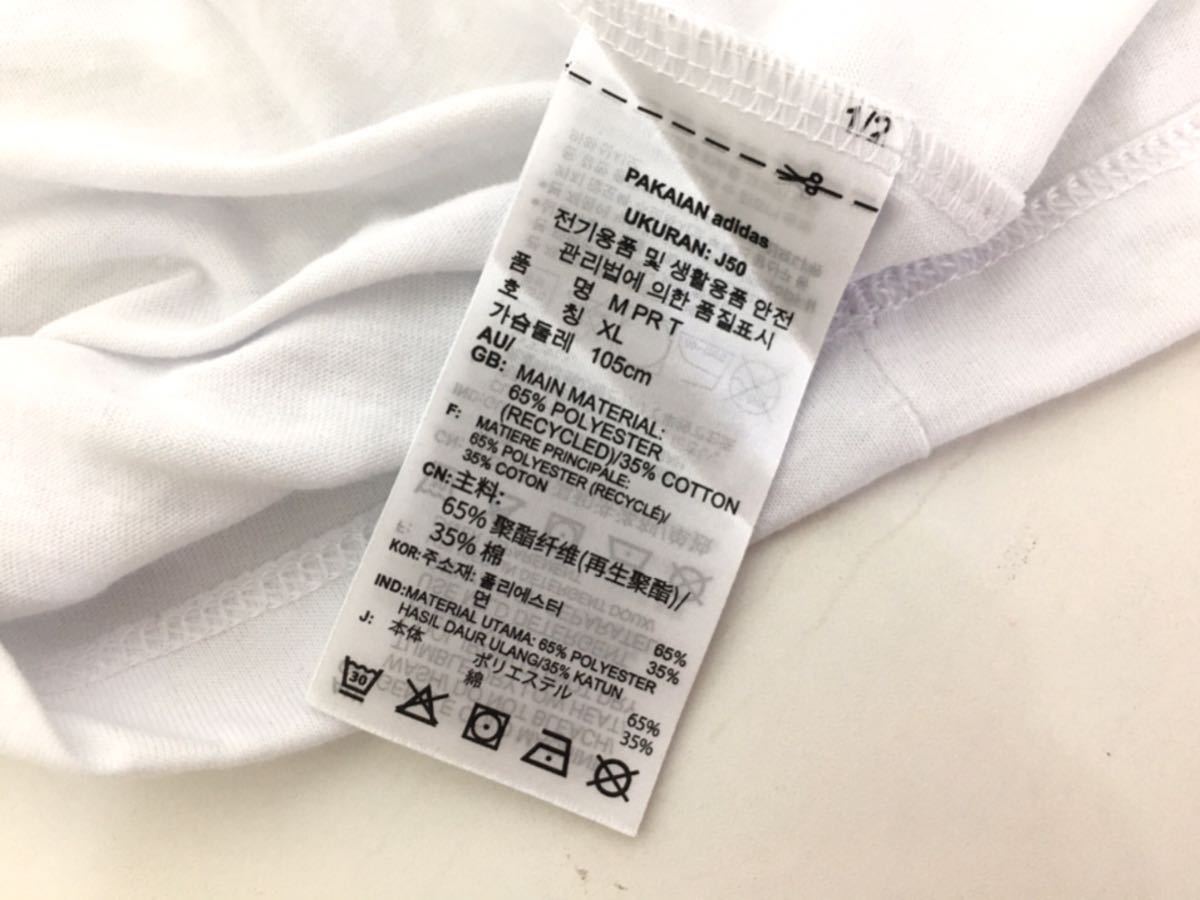 1/2
PAKAIAN adidas
UKURAN: J50
전기용품 및 생활용품 안전
관리법에 의한 품질표시
품 명 M PR T
호 칭 XL
가슴둘레 105cm
AU/
GB: MAIN MATERIAL:
65% POLYESTER
(RECYCLED)/35% COTTON
F: MATIERE PRINCIPALE:
65% POLYESTER (RECYCLÉ)/
35% COTON
CN: 主料:
65% 聚酯纤维(再生聚酯)/
35% 棉
KOR: 주소재: 폴리에스터 65%
면 35%
IND: MATERIAL UTAMA: 65% POLYESTER
HASIL DAUR ULANG/35% KATUN
J: 本体 ポリエステル 65%
綿 35%
30